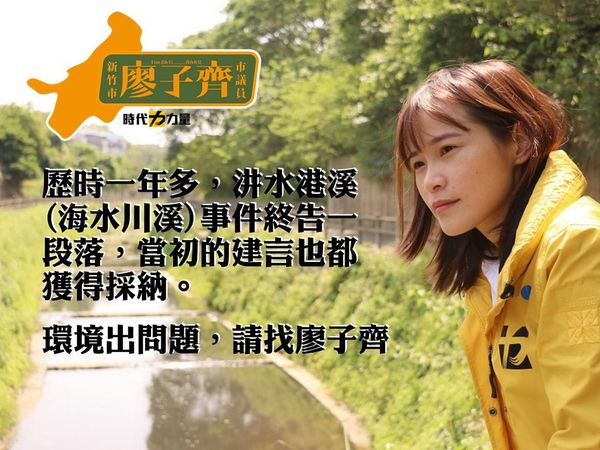 新竹市 廖子齊 市議員
時代力量
歷時一年多，汫水港溪
(海水川溪)事件終告一
段落，當初的建言也都
獲得採納。
環境出問題，請找廖子齊